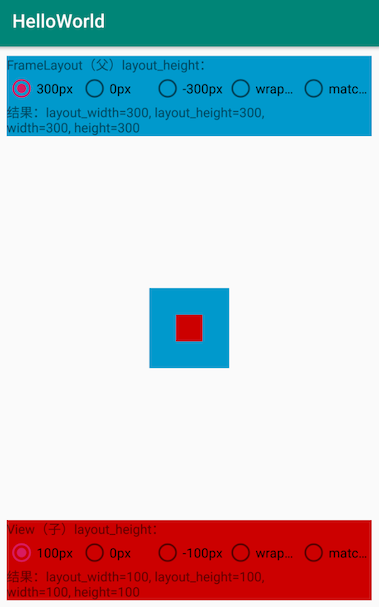 HelloWorld
FrameLayout（父）layout_height：
300px 0px -300px wrap... matc...
结果：layout_width=300, layout_height=300,
width=300, height=300
View（子）layout_height：
100px 0px -100px wrap... matc...
结果：layout_width=100, layout_height=100,
width=100, height=100